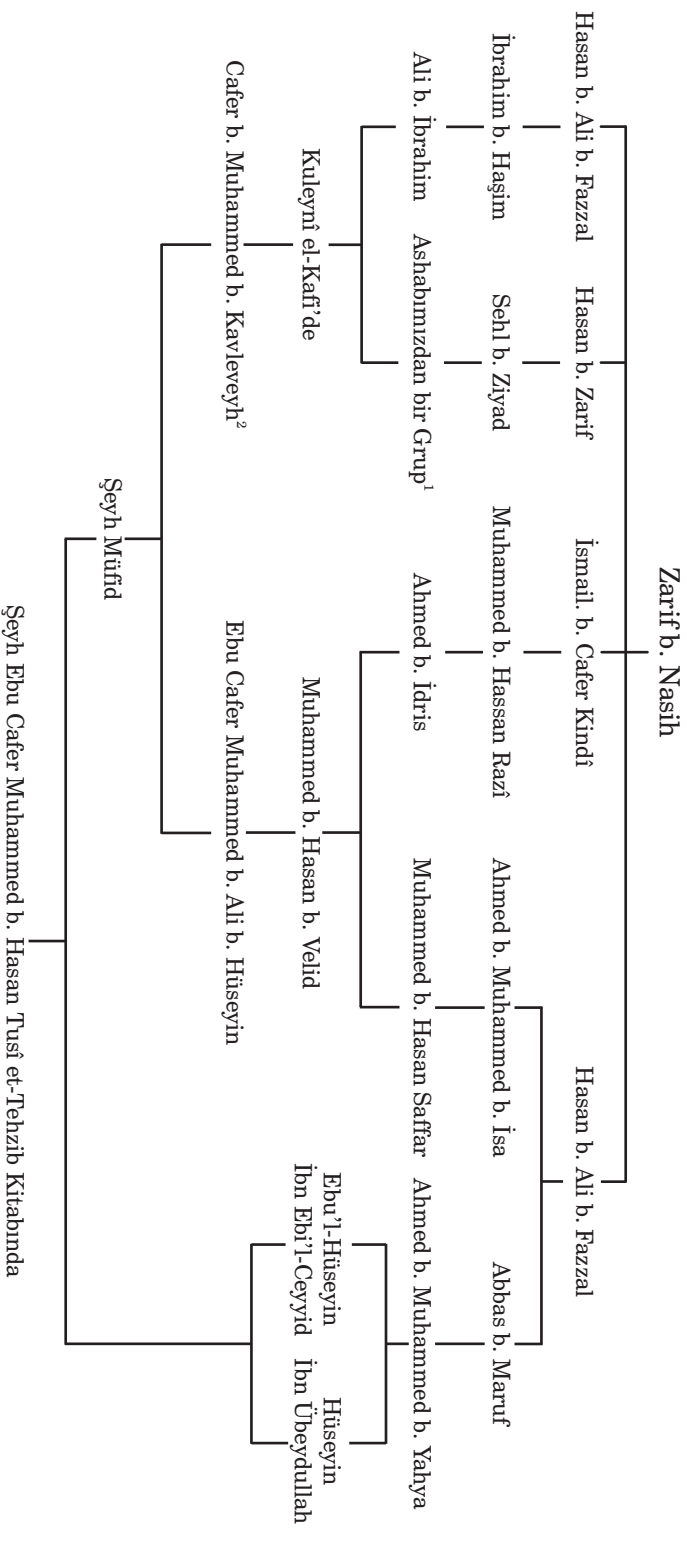 Zarif b. Nasih
Hasan b. Ali b. Fazzal
Hasan b. Zarif
İsmail. b. Cafer Kindî
Hasan b. Ali b. Fazzal
İbrahim b. Haşim
Sehl b. Ziyad
Muhammed b. Hassan Razî
Ahmed b. Muhammed b. İsa
Abbas b. Maruf
Ali b. İbrahim
Ashabımızdan bir Grup¹
Ahmed b. İdris
Muhammed b. Hasan Saffar
Ahmed b. Muhammed b. Yahya
Kuleynî el-Kafi’de
Muhammed b. Hasan b. Velid
Ebu’l-Hüseyin
İbn Ebi’l-Ceyyid
Hüseyin
İbn Übeydullah
Cafer b. Muhammed b. Kavleveyh²
Ebu Cafer Muhammed b. Ali b. Hüseyin
Şeyh Müfid
Şeyh Ebu Cafer Muhammed b. Hasan Tusî et-Tehzib Kitabında